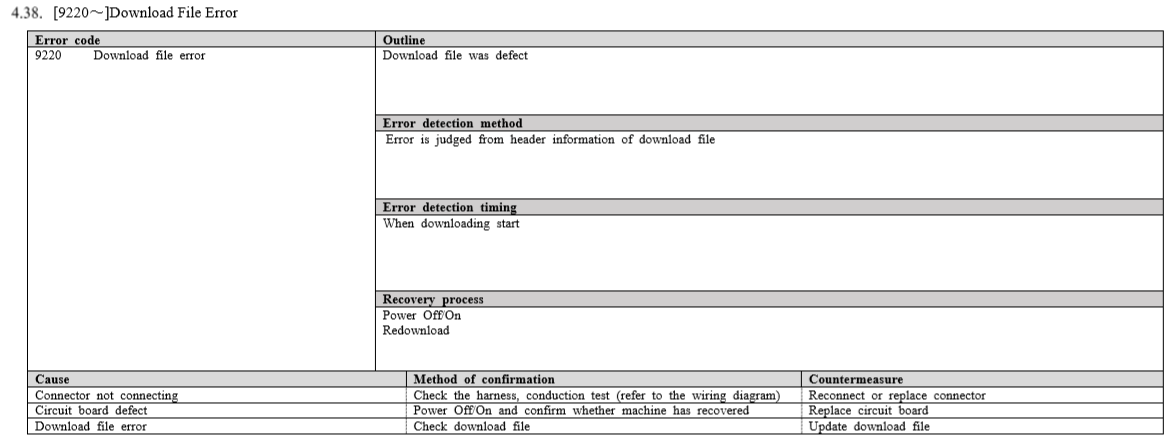 4.38. [9220～]Download File Error
Error code Outline
9220 Download file error Download file was defect
Error detection method
Error is judged from header information of download file
Error detection timing
When downloading start
Recovery process
Power Off/On
Redownload
Cause Method of confirmation Countermeasure
Connector not connecting Check the harness, conduction test (refer to the wiring diagram) Reconnect or replace connector
Circuit board defect Power Off/On and confirm whether machine has recovered Replace circuit board
Download file error Check download file Update download file